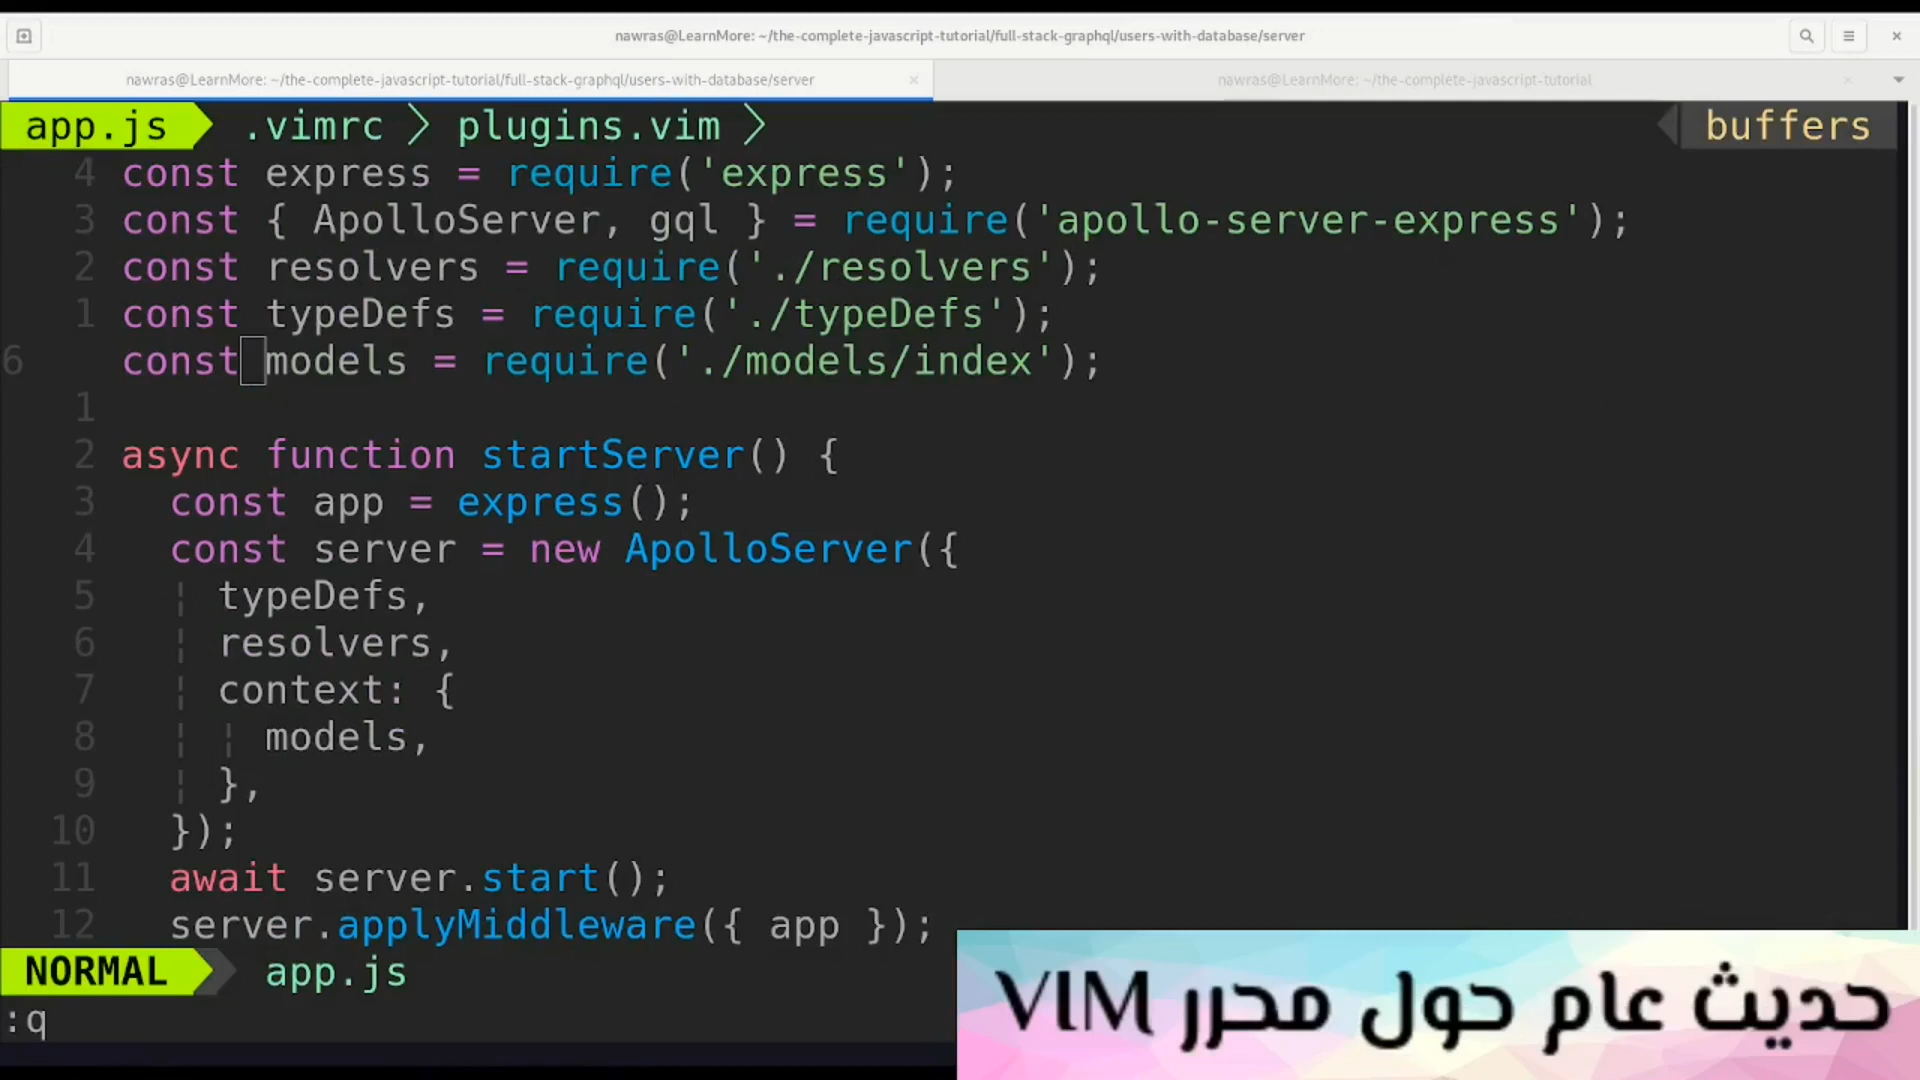 nawras@LearnMore: ~/the-complete-javascript-tutorial/full-stack-graphql/users-with-database/server
nawras@LearnMore: ~/the-complete-javascript-tutorial/full-stack-graphql/users-with-database/server
nawras@LearnMore: ~/the-complete-javascript-tutorial
app.js .vimrc plugins.vim buffers
4 const express = require('express');
3 const { ApolloServer, gql } = require('apollo-server-express');
2 const resolvers = require('./resolvers');
1 const typeDefs = require('./typeDefs');
6 const models = require('./models/index');
1
2 async function startServer() {
3 const app = express();
4 const server = new ApolloServer({
5 typeDefs,
6 resolvers,
7 context: {
8 models,
9 },
10 });
11 await server.start();
12 server.applyMiddleware({ app });
NORMAL app.js
:q
حديث عام حول محرر VIM